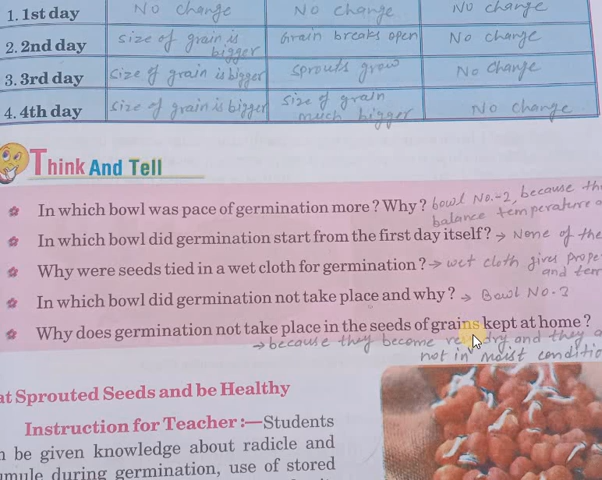 1. 1st day No change No change No change
2. 2nd day size of grain is bigger Grain breaks open No change
3. 3rd day size of grain is bigger sprouts grow No change
4. 4th day size of grain is bigger size of grain much bigger No change
Think And Tell
In which bowl was pace of germination more? Why? bowl No.-2, because
balance temperature
In which bowl did germination start from the first day itself? → None of the
Why were seeds tied in a wet cloth for germination? → wet cloth gives
and
In which bowl did germination not take place and why? → Bowl No-3
Why does germination not take place in the seeds of grains kept at home?
→ because they become dry and they
not in moist
Sprouted Seeds and be Healthy
Instruction for Teacher :—Students
be given knowledge about radicle and
during germination, use of stored